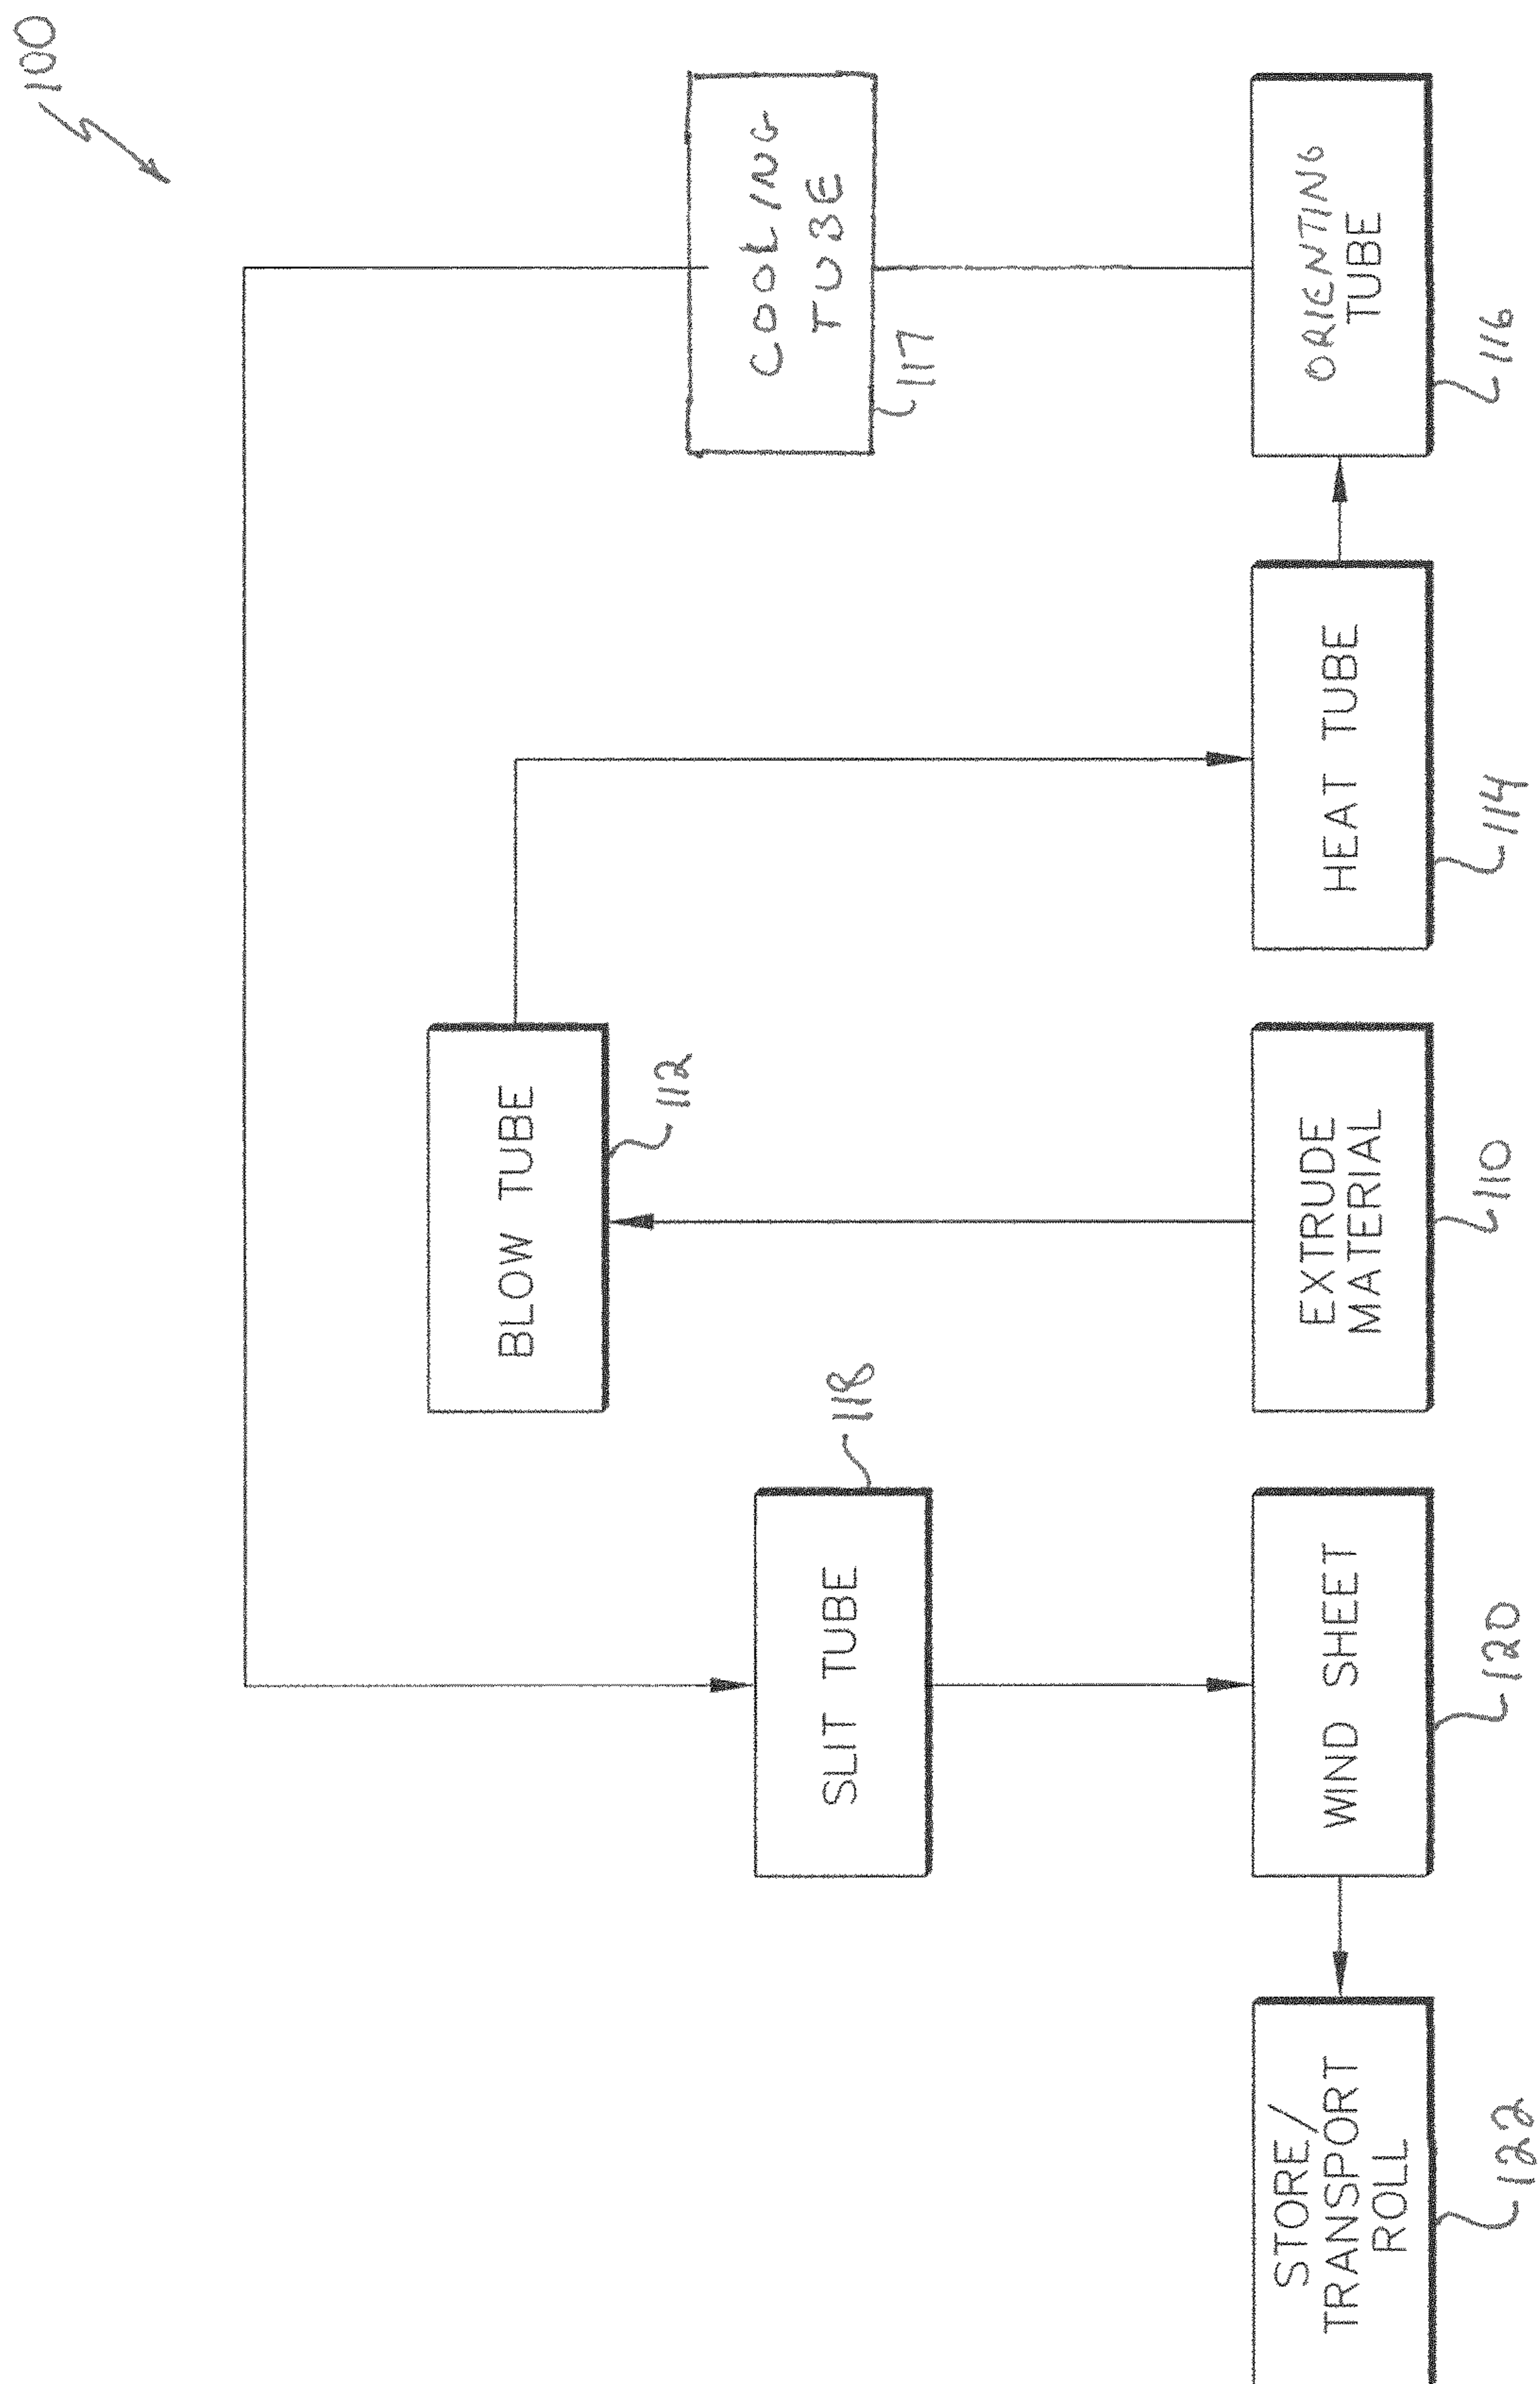 100
COOLING
TUBE
117
ORIENTING
TUBE
116
HEAT TUBE
114
BLOW TUBE
112
EXTRUDE
MATERIAL
110
SLIT TUBE
118
WIND SHEET
120
STORE/
TRANSPORT
ROLL
122